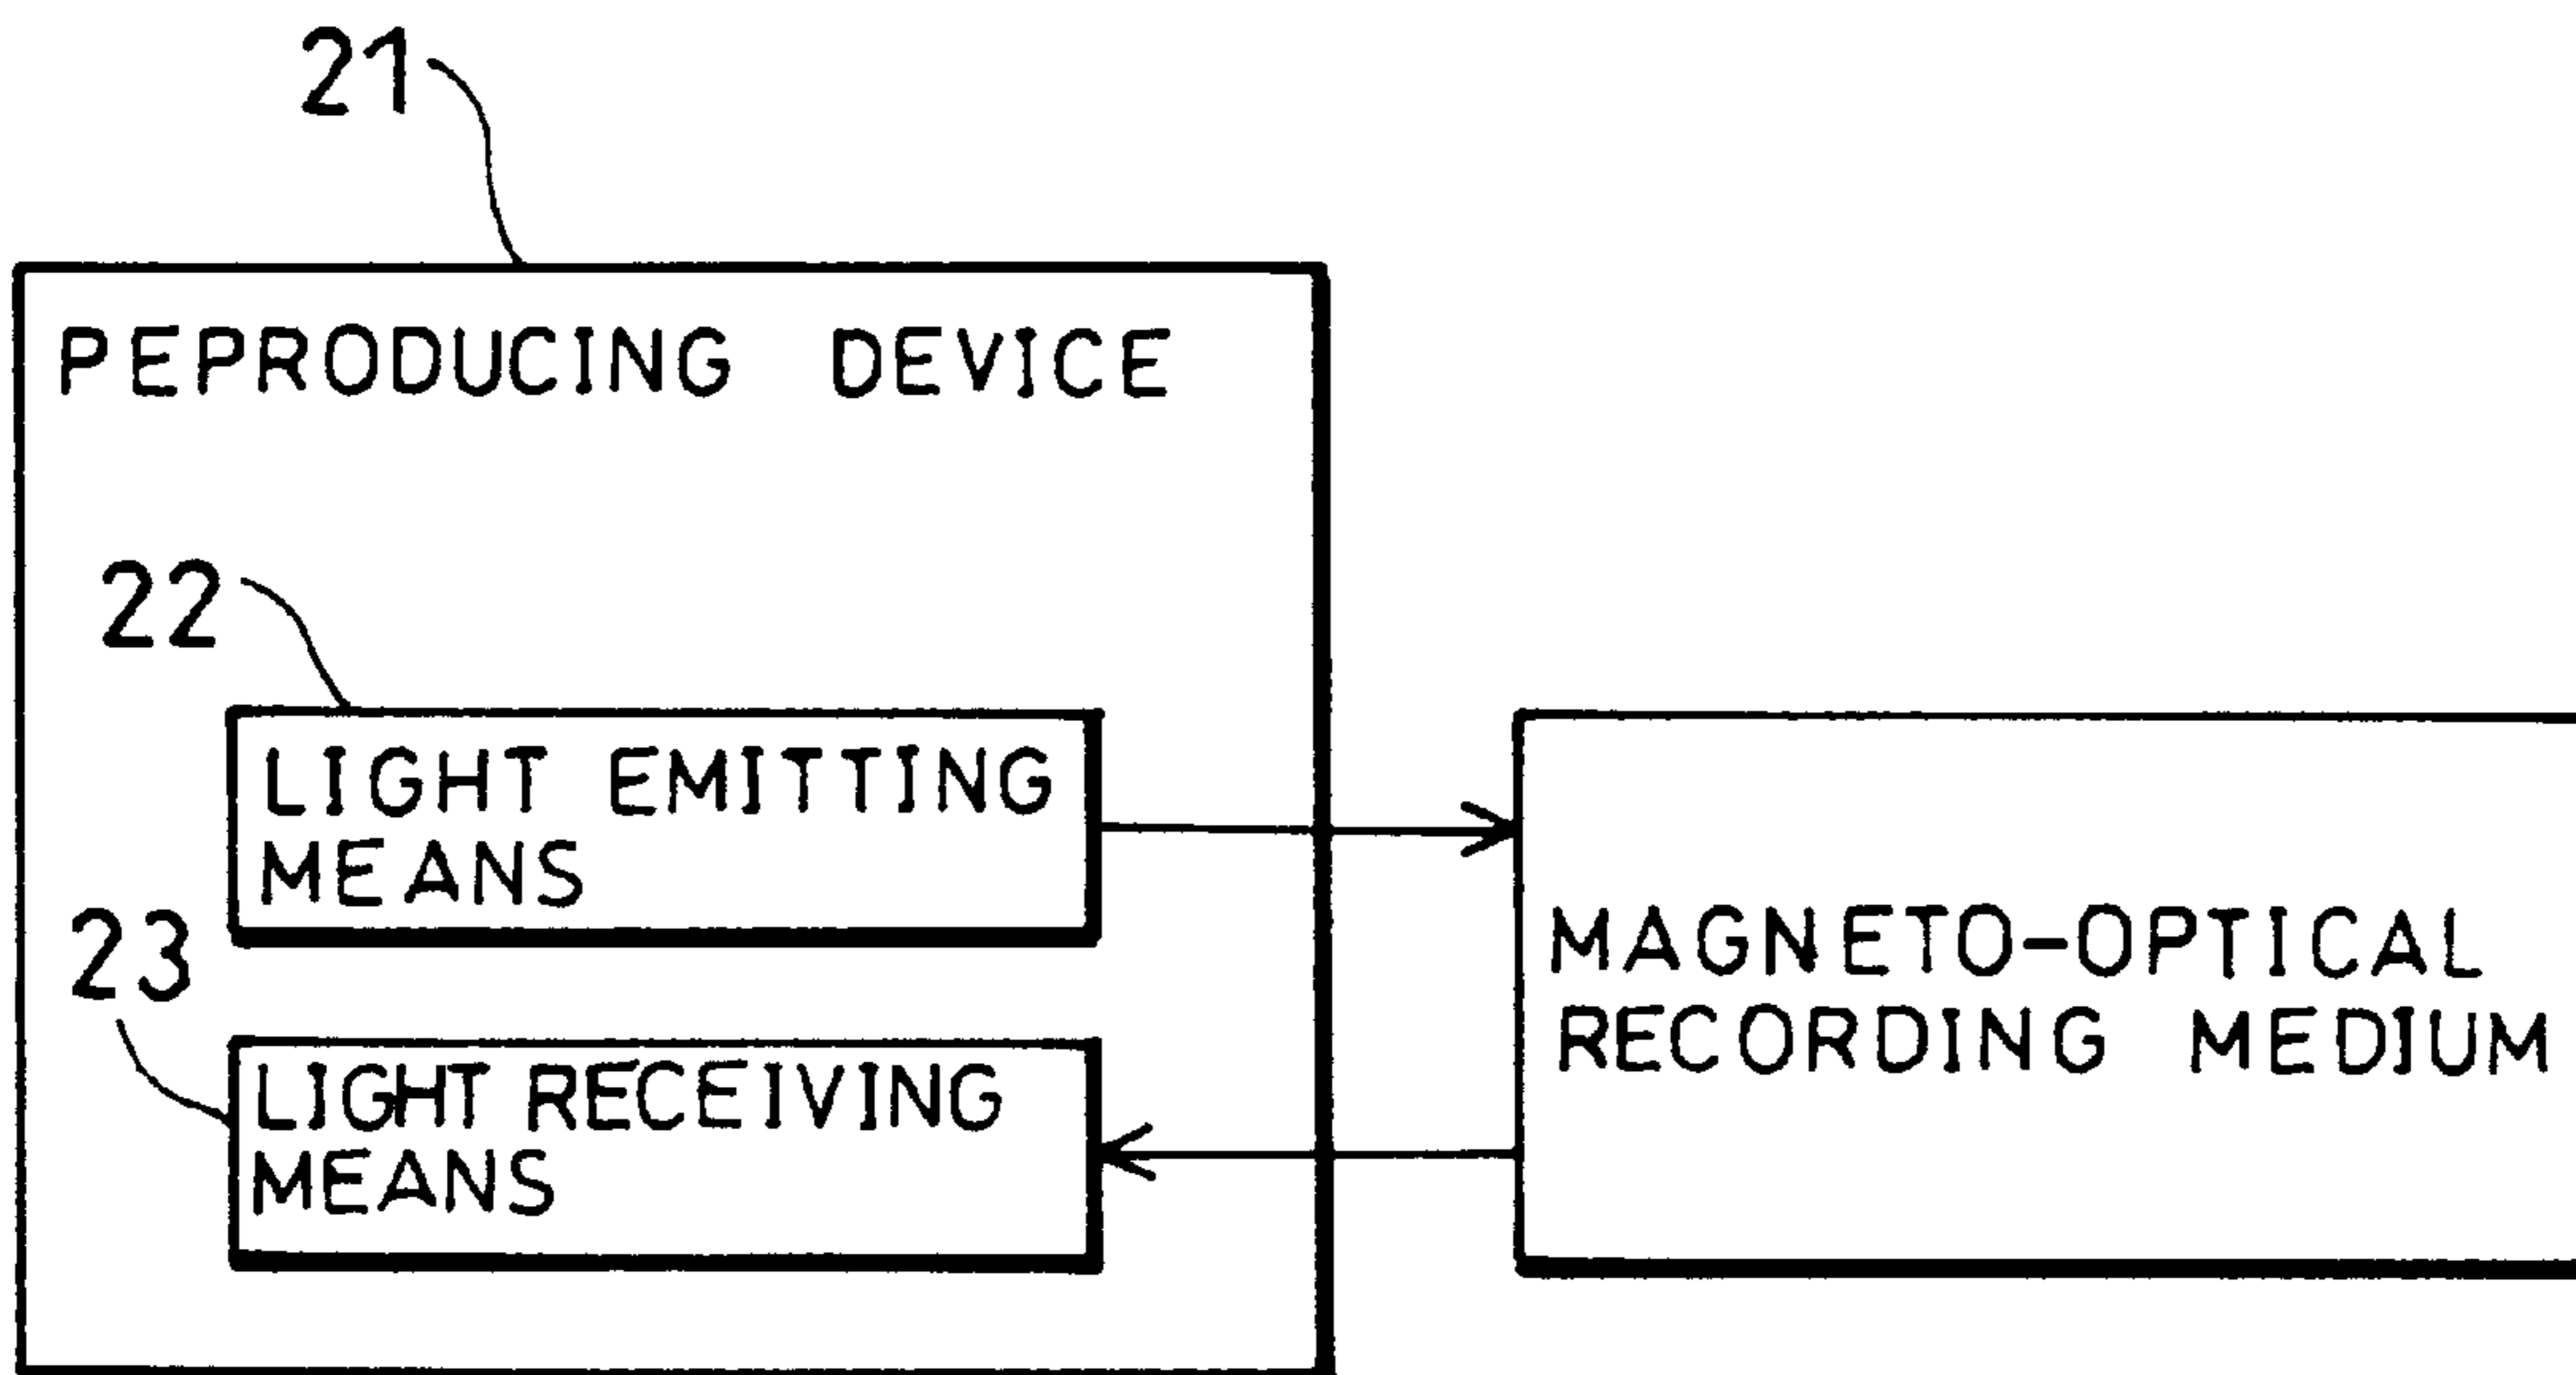 21
PEPRODUCING DEVICE
22
LIGHT EMITTING
MEANS
23
LIGHT RECEIVING
MEANS
MAGNETO-OPTICAL
RECORDING MEDIUM